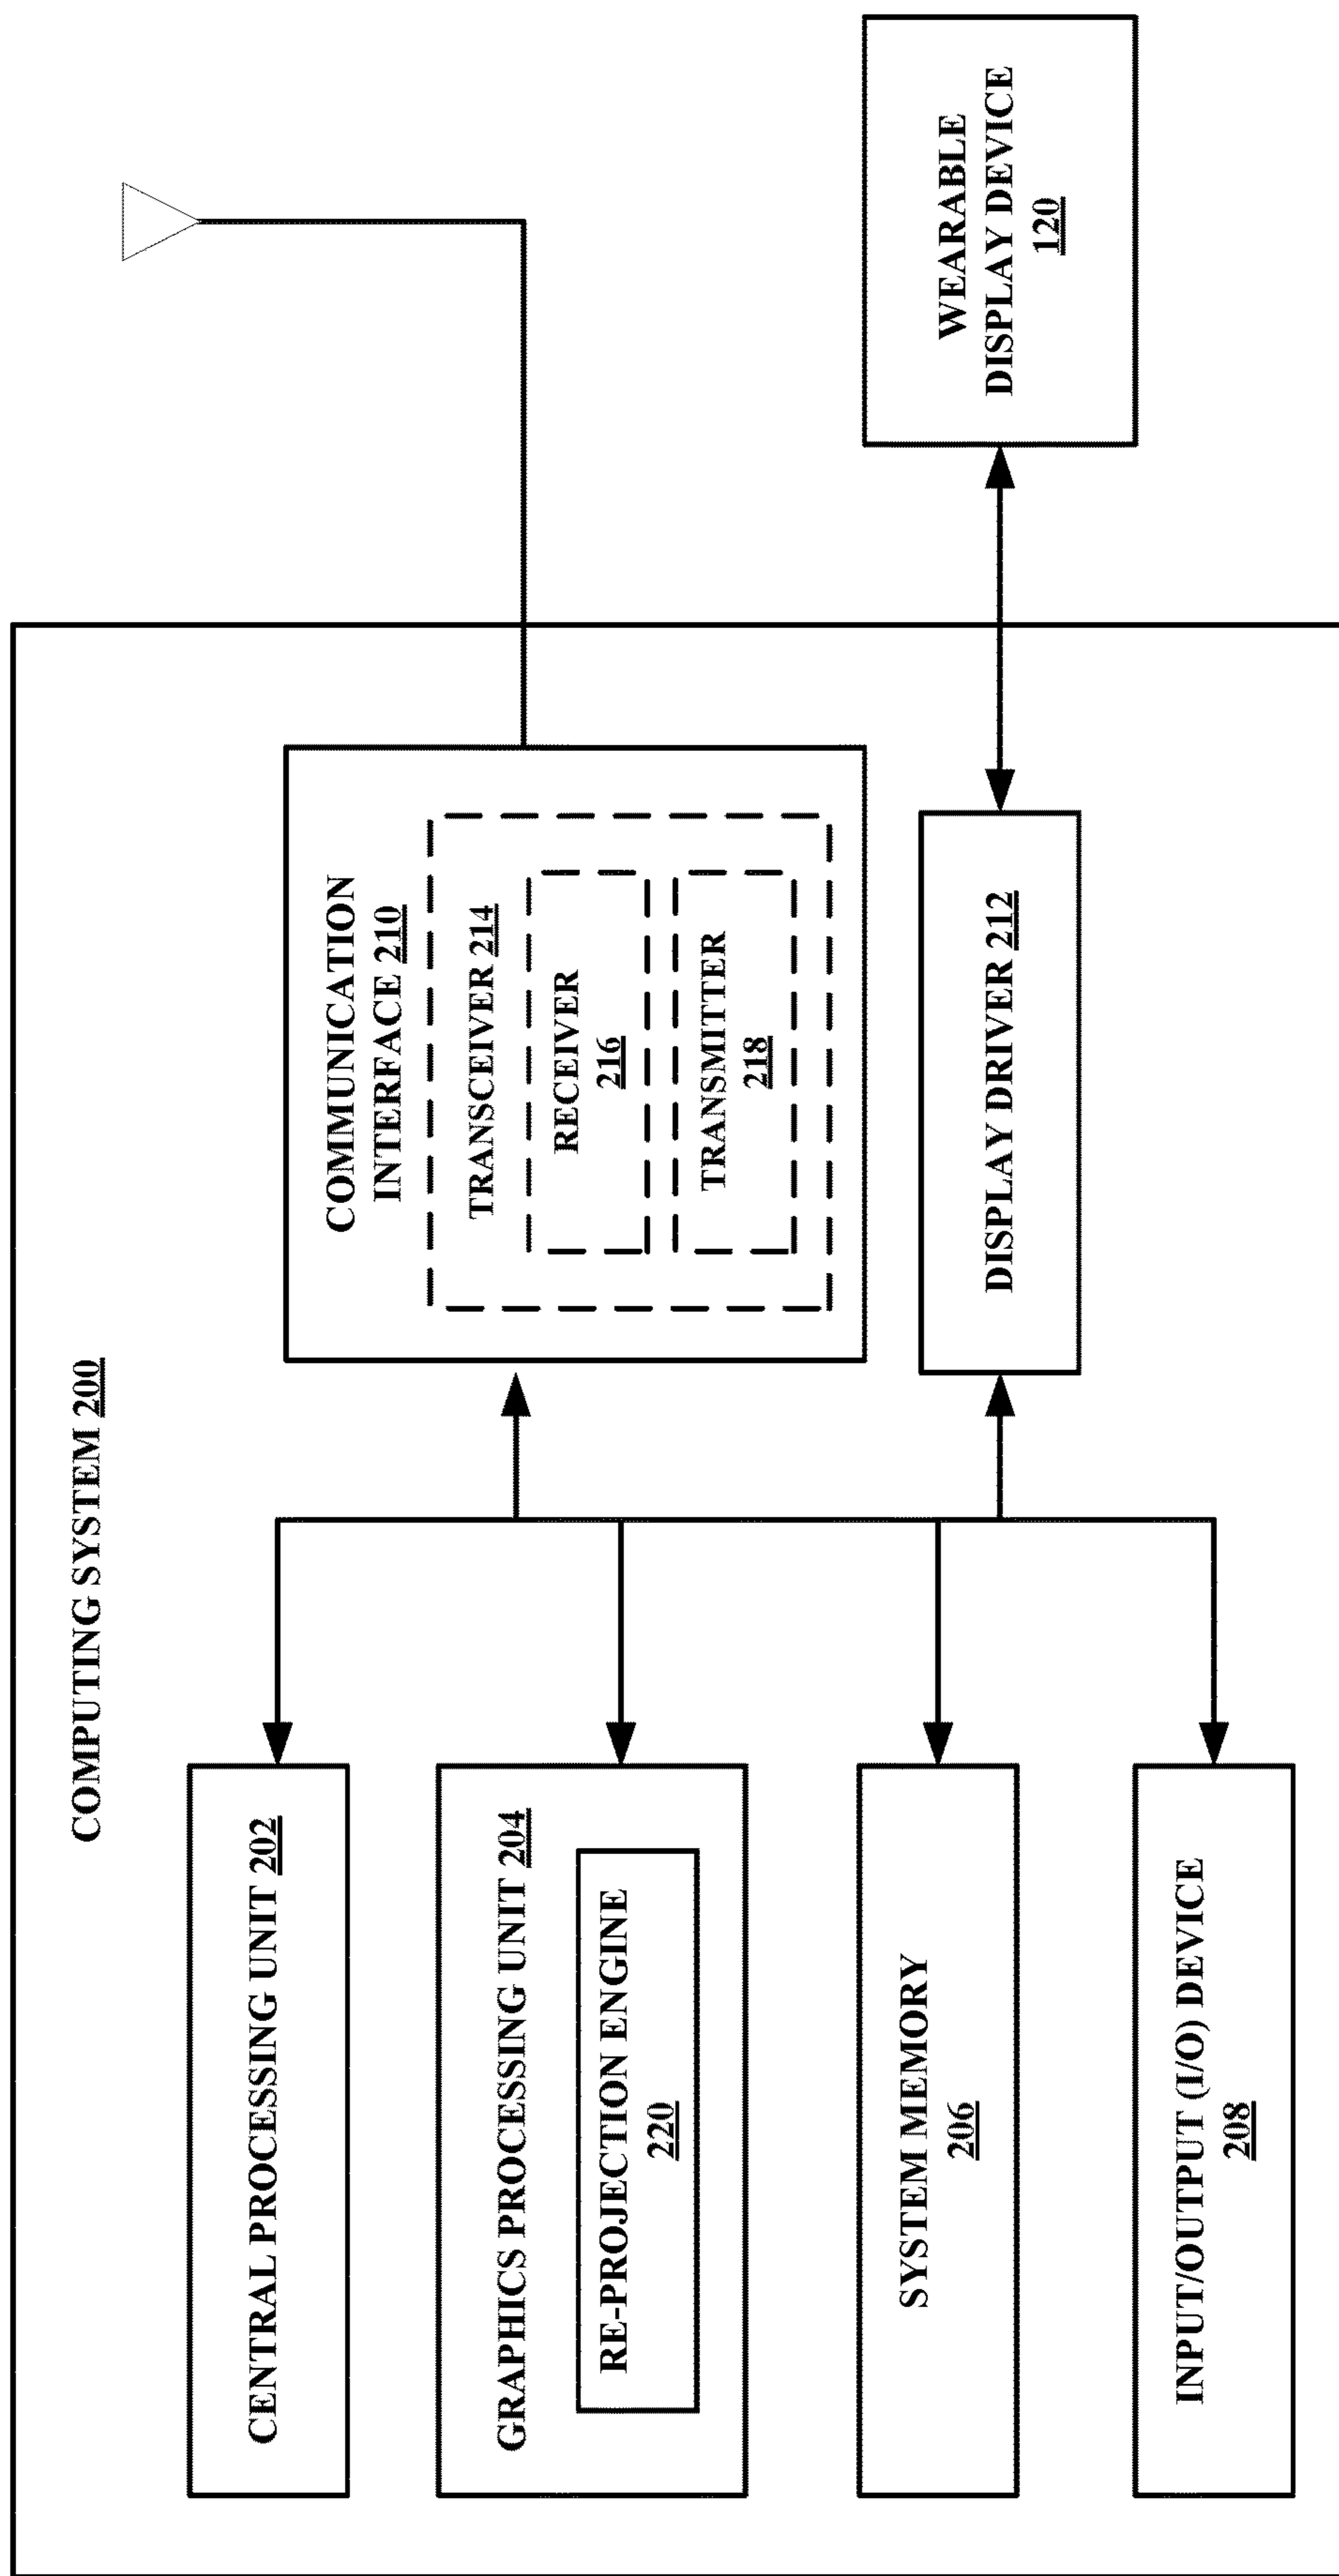 COMPUTING SYSTEM 200
CENTRAL PROCESSING UNIT 202
GRAPHICS PROCESSING UNIT 204
RE-PROJECTION ENGINE
220
SYSTEM MEMORY
206
INPUT/OUTPUT (I/O) DEVICE
208
COMMUNICATION
INTERFACE 210
TRANSCEIVER 214
RECEIVER
216
TRANSMITTER
218
DISPLAY DRIVER 212
WEARABLE
DISPLAY DEVICE
120